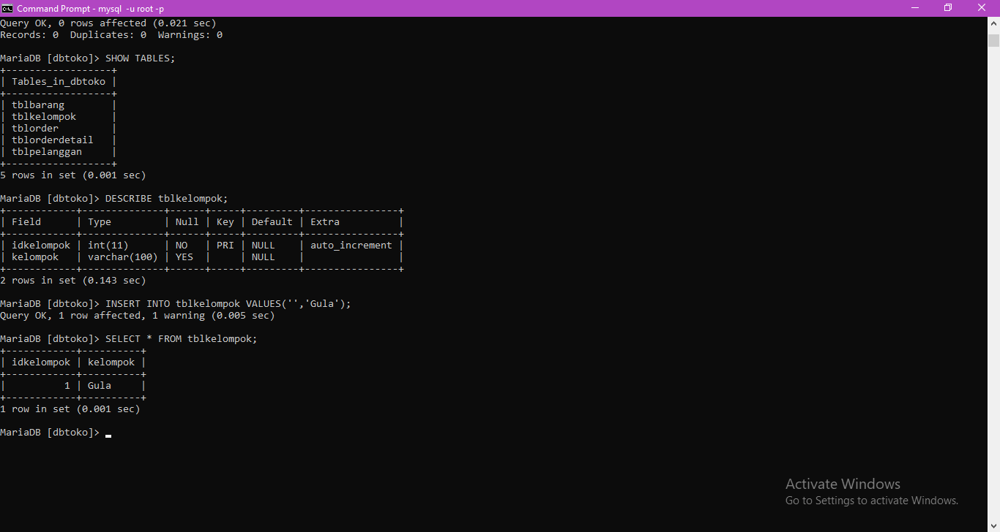 Command Prompt - mysql  -u root -p
Query OK, 0 rows affected (0.021 sec)
Records: 0  Duplicates: 0  Warnings: 0
MariaDB [dbtoko]> SHOW TABLES;
+------------------+
| Tables_in_dbtoko |
+------------------+
| tblbarang        |
| tblkelompok      |
| tblorder         |
| tblorderdetail   |
| tblpelanggan     |
+------------------+
5 rows in set (0.001 sec)
MariaDB [dbtoko]> DESCRIBE tblkelompok;
+------------+--------------+------+-----+---------+----------------+
| Field      | Type         | Null | Key | Default | Extra          |
+------------+--------------+------+-----+---------+----------------+
| idkelompok | int(11)      | NO   | PRI | NULL    | auto_increment |
| kelompok   | varchar(100) | YES  |     | NULL    |                |
+------------+--------------+------+-----+---------+----------------+
2 rows in set (0.143 sec)
MariaDB [dbtoko]> INSERT INTO tblkelompok VALUES('','Gula');
Query OK, 1 row affected, 1 warning (0.005 sec)
MariaDB [dbtoko]> SELECT * FROM tblkelompok;
+------------+----------+
| idkelompok | kelompok |
+------------+----------+
|          1 | Gula     |
+------------+----------+
1 row in set (0.001 sec)
MariaDB [dbtoko]> _
Activate Windows
Go to Settings to activate Windows.